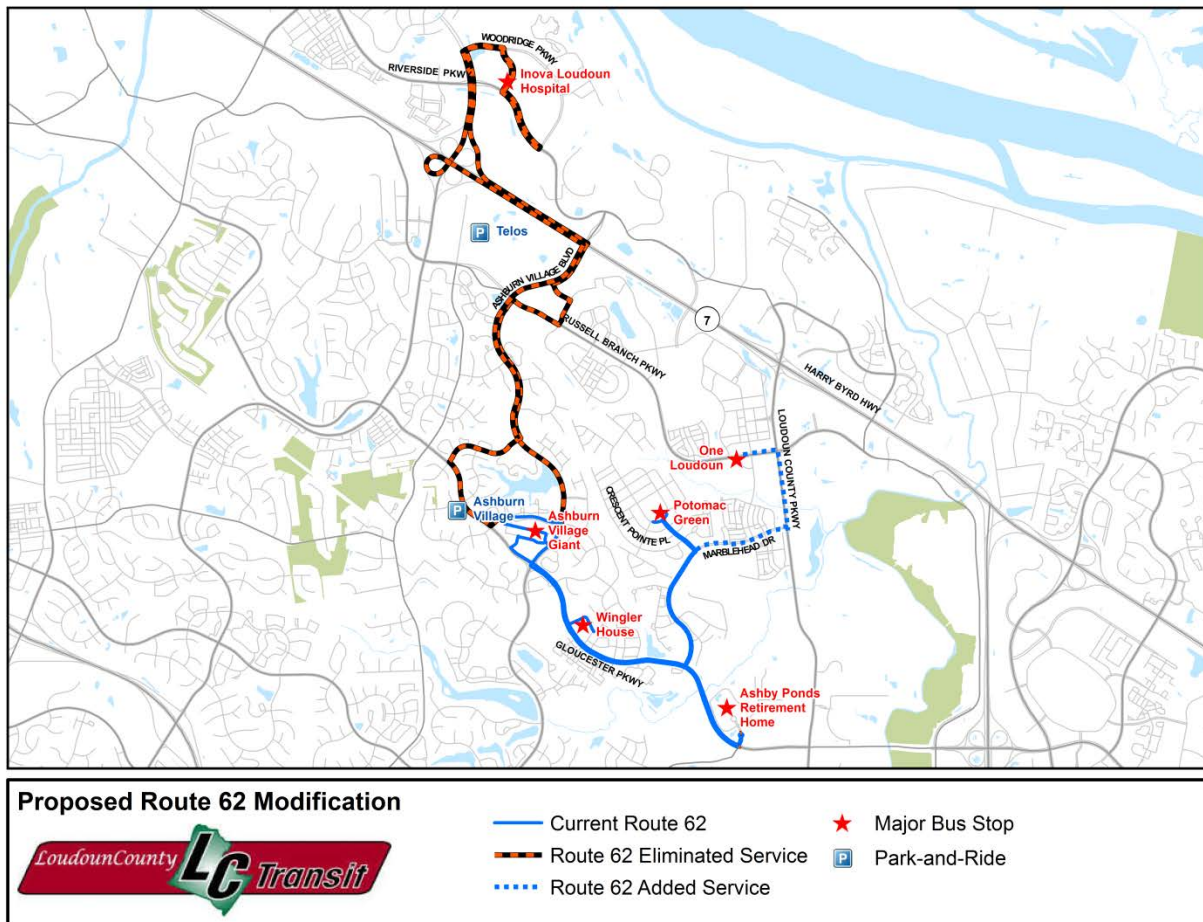 WOODRIDGE PKWY
RIVERSIDE PKW
Inova Loudoun
Hospital
P
Telos
ASHBURN VILLAGE BLVD
RUSSELL BRANCH PKWY
7
HARRY BYRD HWY
LOUDOUN COUNTY PKWY
One
Loudoun
P
Ashburn
Village
Ashburn
Village
Giant
CRESCENT POINTE PL
Potomac
Green
MARBLEHEAD DR
Wingler
House
GLOUCESTER PKWY
Ashby Ponds
Retirement
Home
Proposed Route 62 Modification
LoudounCounty
LC
Transit
Current Route 62
Route 62 Eliminated Service
Route 62 Added Service
Major Bus Stop
P
Park-and-Ride